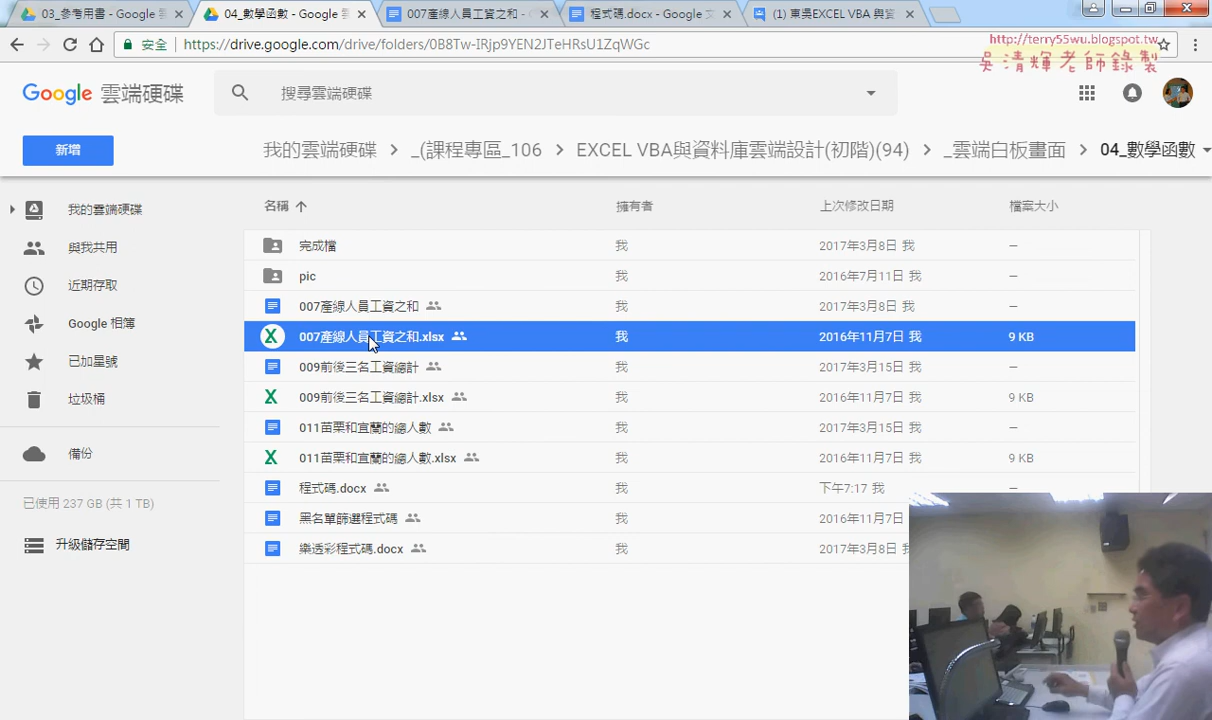 03_參考用書 - Google 雲
04_數學函數 - Google 雲
007產線人員工資之和 - G
程式碼.docx - Google 文
(1) 東吳EXCEL VBA 與資
安全
https://drive.google.com/drive/folders/0B8Tw-IRjp9YEN2JTeHRsU1ZqWGc
http://terry55wu.blogspot.tw
吳清輝老師錄製
Google 雲端硬碟
搜尋雲端硬碟
新增
我的雲端硬碟 > _(課程專區_106 > EXCEL VBA與資料庫雲端設計(初階)(94) > _雲端白板畫面 > 04_數學函數
我的雲端硬碟
與我共用
近期存取
Google 相簿
已加星號
垃圾桶
備份
已使用 237 GB (共 1 TB)
升級儲存空間
名稱 擁有者 上次修改日期 檔案大小
完成檔 我 2017年3月8日 我 –
pic 我 2016年7月11日 我 –
007產線人員工資之和 我 2017年3月8日 我 –
007產線人員工資之和.xlsx 我 2016年11月7日 我 9 KB
009前後三名工資總計 我 2017年3月15日 我 –
009前後三名工資總計.xlsx 我 2016年11月7日 我 9 KB
011苗栗和宜蘭的總人數 我 2017年3月15日 我 –
011苗栗和宜蘭的總人數.xlsx 我 2016年11月7日 我 9 KB
程式碼.docx 我 下午7:17 我 –
黑名單篩選程式碼 我 2016年11月7日
樂透彩程式碼.docx 我 2017年3月8日